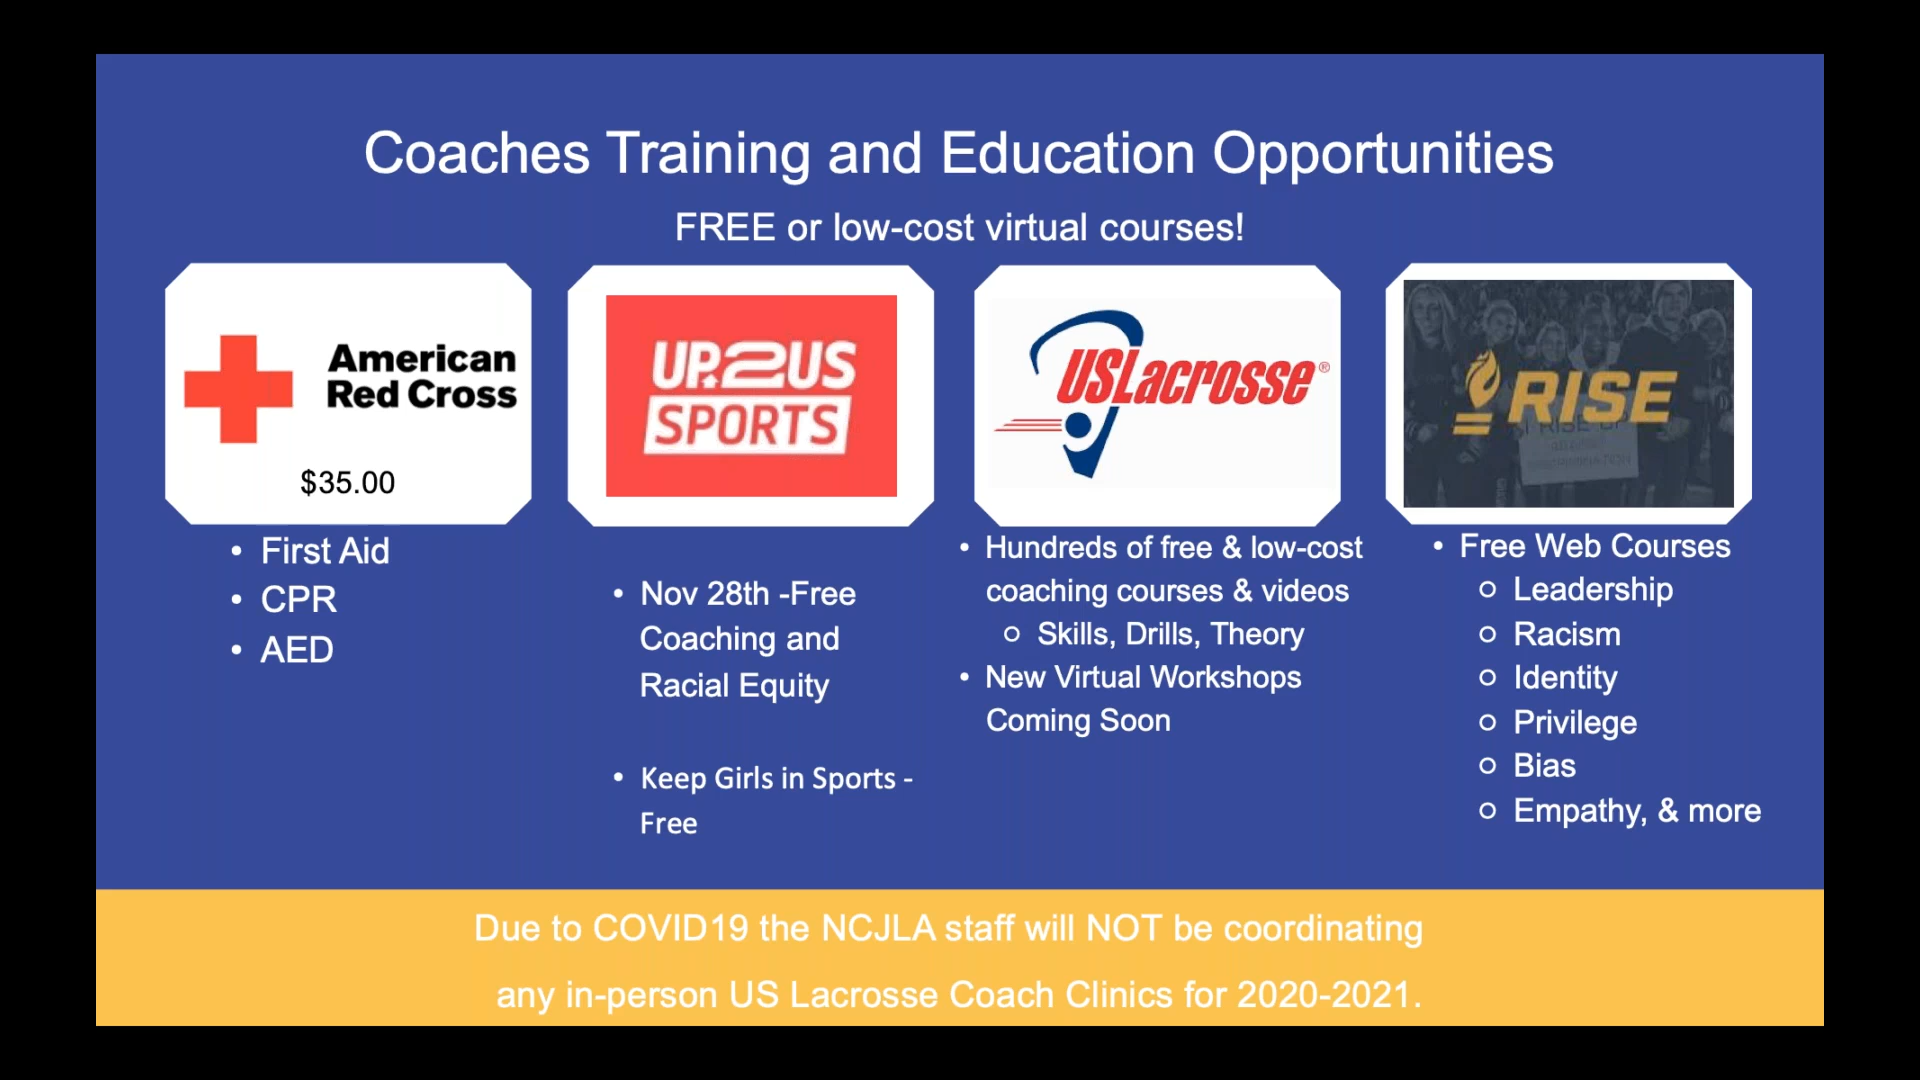 Coaches Training and Education Opportunities
FREE or low-cost virtual courses!
American
Red Cross
$35.00
• First Aid
• CPR
• AED
UP2US
SPORTS
• Nov 28th -Free
Coaching and
Racial Equity
• Keep Girls in Sports -
Free
USLacrosse®
• Hundreds of free & low-cost
coaching courses & videos
○ Skills, Drills, Theory
• New Virtual Workshops
Coming Soon
RISE
• Free Web Courses
○ Leadership
○ Racism
○ Identity
○ Privilege
○ Bias
○ Empathy, & more
Due to COVID19 the NCJLA staff will NOT be coordinating
any in-person US Lacrosse Coach Clinics for 2020-2021.